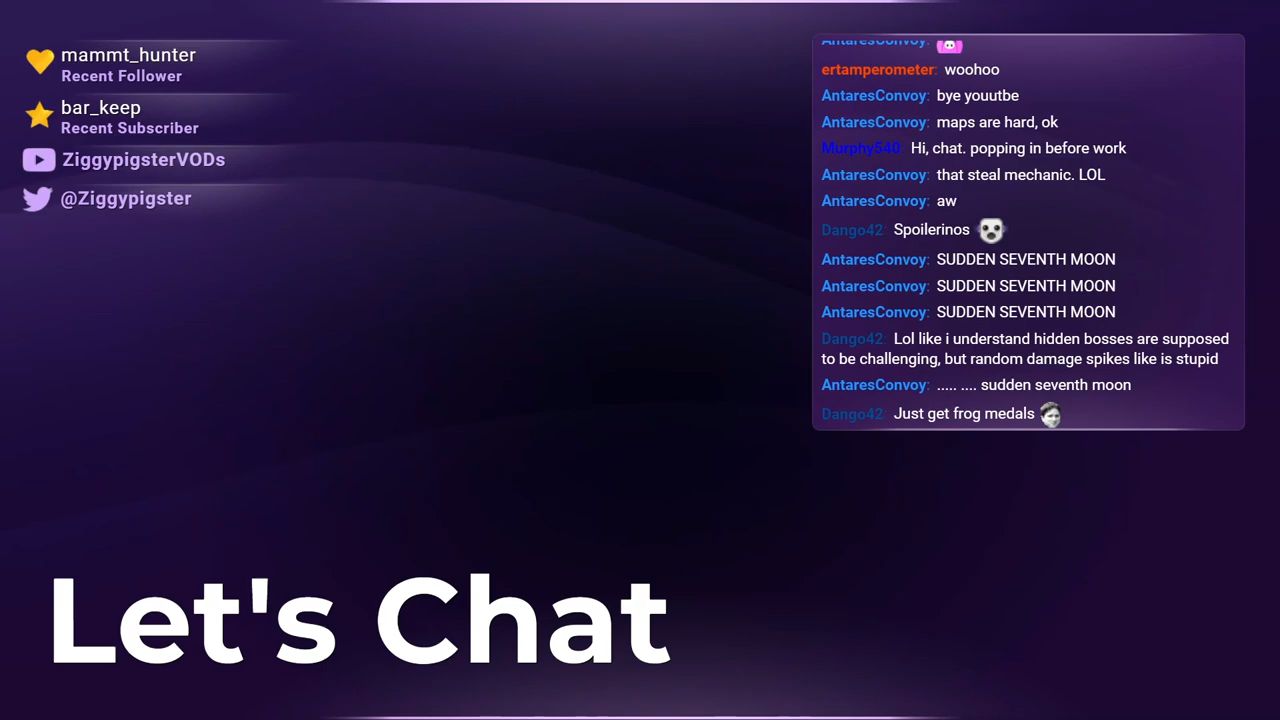 mammt_hunter
Recent Follower
bar_keep
Recent Subscriber
ZiggypigsterVODs
@Ziggypigster
AntaresConvoy:
ertamperometer: woohoo
AntaresConvoy: bye youutbe
AntaresConvoy: maps are hard, ok
Murphy540: Hi, chat. popping in before work
AntaresConvoy: that steal mechanic. LOL
AntaresConvoy: aw
Dango42: Spoilerinos
AntaresConvoy: SUDDEN SEVENTH MOON
AntaresConvoy: SUDDEN SEVENTH MOON
AntaresConvoy: SUDDEN SEVENTH MOON
Dango42: Lol like i understand hidden bosses are supposed
to be challenging, but random damage spikes like is stupid
AntaresConvoy: ..... .... sudden seventh moon
Dango42: Just get frog medals
Let's Chat